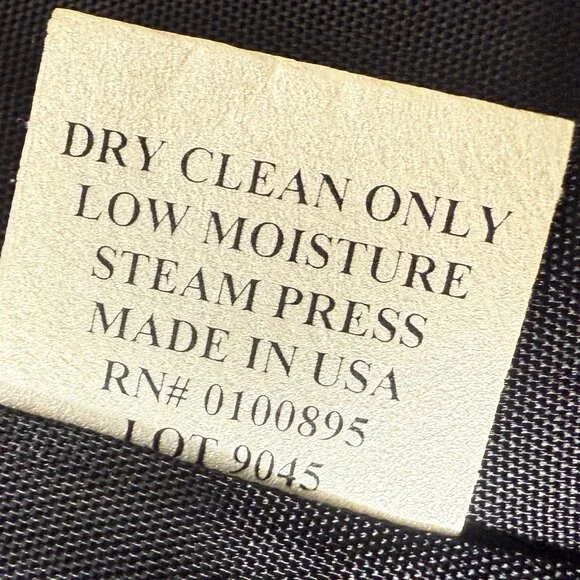 DRY CLEAN ONLY
LOW MOISTURE
STEAM PRESS
MADE IN USA
RN# 0100895
LOT 9045